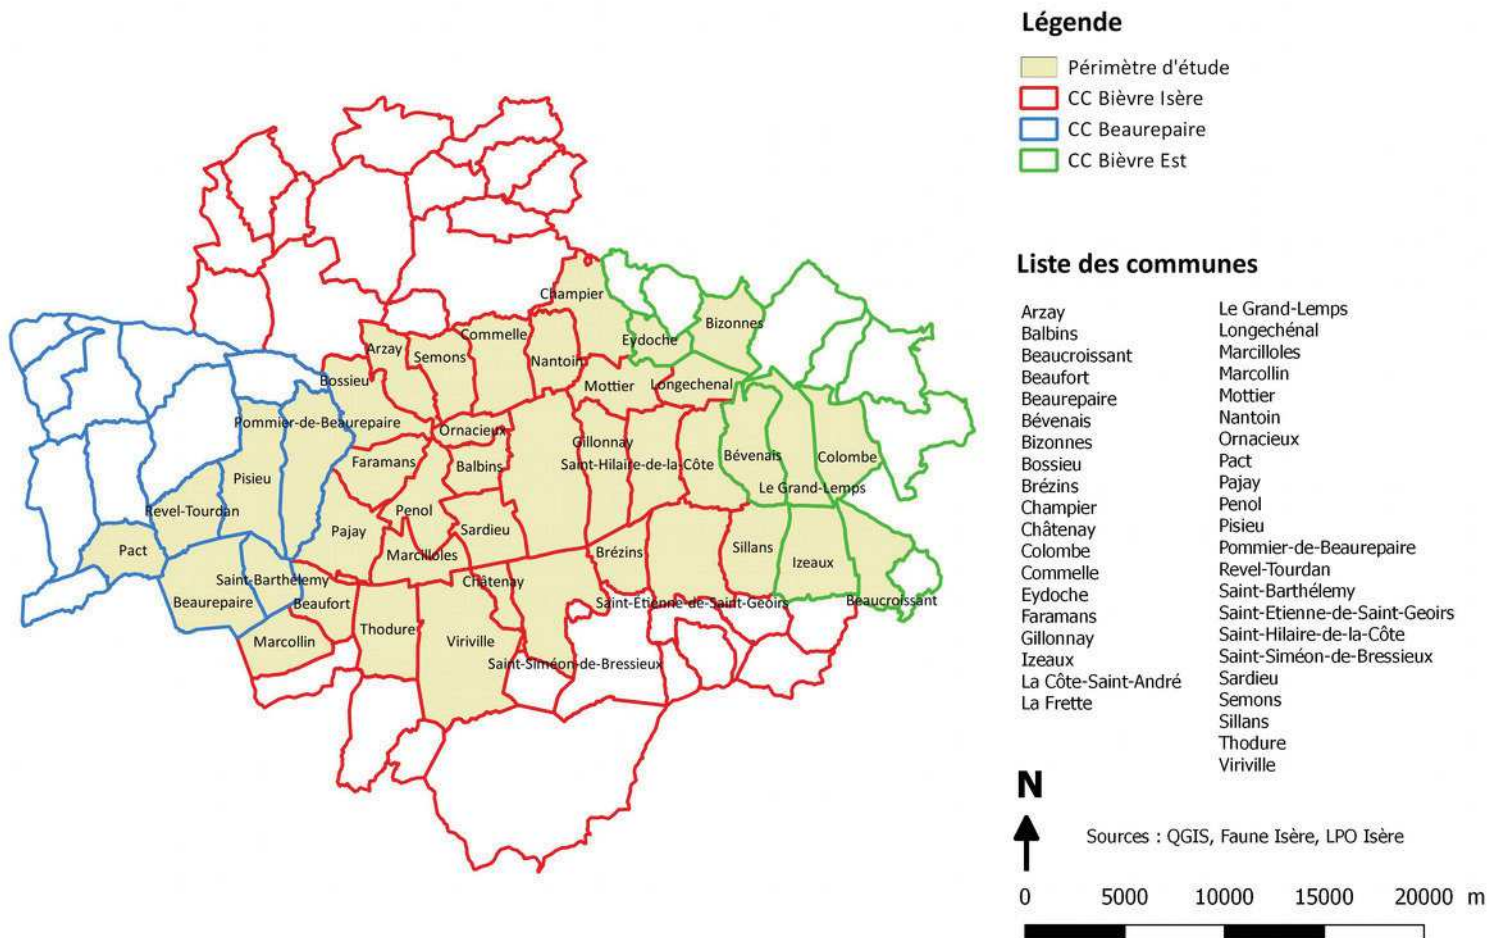 Légende
Périmètre d'étude
CC Bièvre Isère
CC Beaurepaire
CC Bièvre Est
Champier
Bizonnes
Commelle
Eydoche
Arzay
Semons
Nantoin
Bossieu
Mottier
Longechenal
Pommier-de-Beaurepaire
Ornacieux
Gillonnay
Faramans
Balbins
Saint-Hilaire-de-la-Côte
Bévenais
Colombe
Pisieu
Le Grand-Lemps
Revel-Tourdan
Penol
Pajay
Sardieu
Pact
Marcilloles
Brézins
Sillans
Izeaux
Saint-Barthélemy
Châtenay
Beaurepaire
Beaufort
Saint-Etienne-de-Saint-Geoirs
Beaucroissant
Marcollin
Thodure
Viriville
Saint-Siméon-de-Bressieux
Liste des communes
Arzay
Balbins
Beaucroissant
Beaufort
Beaurepaire
Bévenais
Bizonnes
Bossieu
Brézins
Champier
Châtenay
Colombe
Commelle
Eydoche
Faramans
Gillonnay
Izeaux
La Côte-Saint-André
La Frette
Le Grand-Lemps
Longechénal
Marcilloles
Marcollin
Mottier
Nantoin
Ornacieux
Pact
Pajay
Penol
Pisieu
Pommier-de-Beaurepaire
Revel-Tourdan
Saint-Barthélemy
Saint-Etienne-de-Saint-Geoirs
Saint-Hilaire-de-la-Côte
Saint-Siméon-de-Bressieux
Sardieu
Semons
Sillans
Thodure
Viriville
N
Sources : QGIS, Faune Isère, LPO Isère
0 5000 10000 15000 20000 m